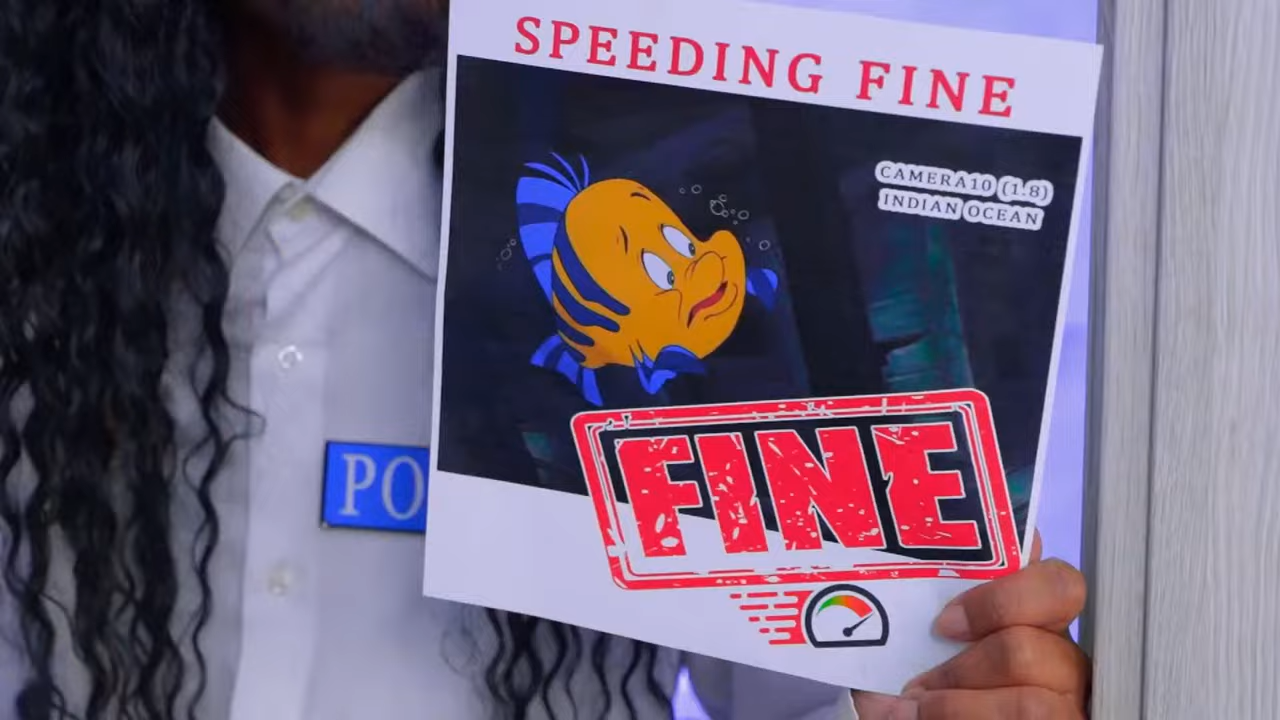 SPEEDING FINE
CAMERA10 (1.8)
INDIAN OCEAN
PO
FINE